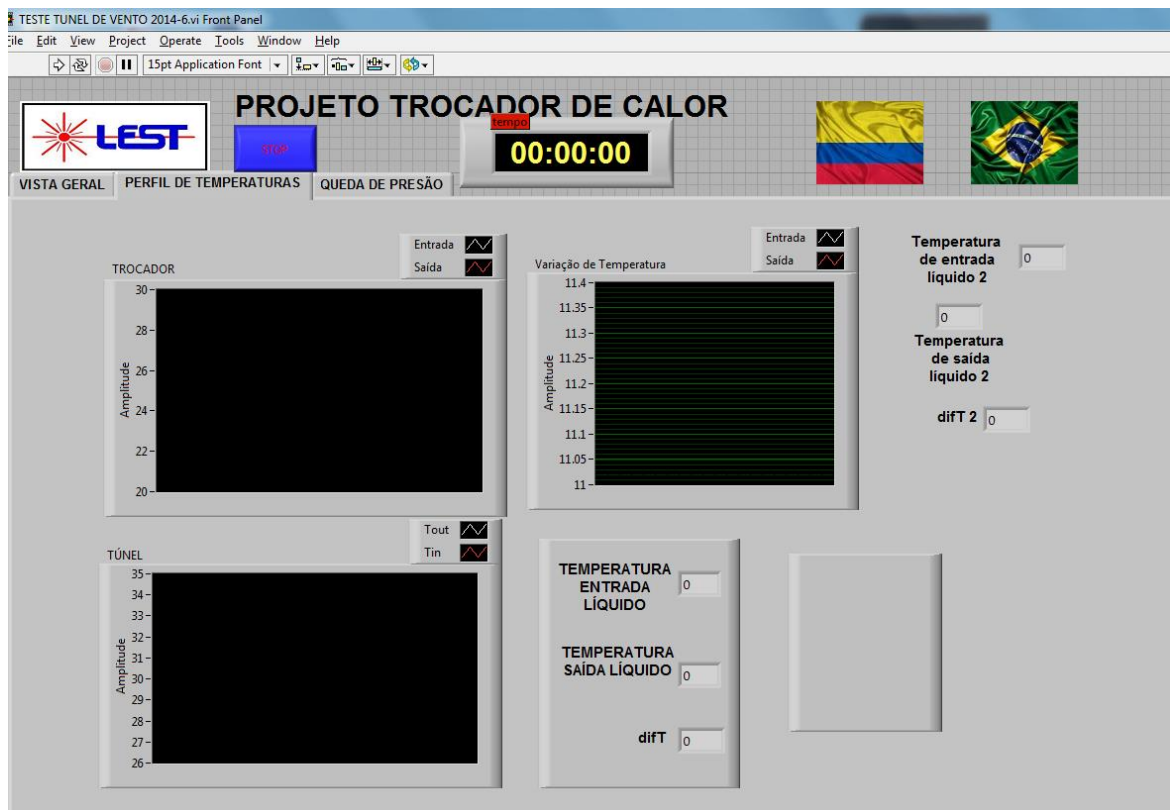 TESTE TUNEL DE VENTO 2014-6.vi Front Panel
File Edit View Project Operate Tools Window Help
15pt Application Font
PROJETO TROCADOR DE CALOR
LEST
STOP
tempo
00:00:00
VISTA GERAL
PERFIL DE TEMPERATURAS
QUEDA DE PRESÃO
Entrada
Saída
TROCADOR
Amplitude
30
28
26
24
22
20
Entrada
Saída
Variação de Temperatura
Amplitude
11.4
11.35
11.3
11.25
11.2
11.15
11.1
11.05
11
Temperatura
de entrada
líquido 2
0
0
Temperatura
de saída
líquido 2
difT 2
0
Tout
Tin
TÚNEL
Amplitude
35
34
33
32
31
30
29
28
27
26
TEMPERATURA
ENTRADA
LÍQUIDO
0
TEMPERATURA
SAÍDA LÍQUIDO
0
difT
0